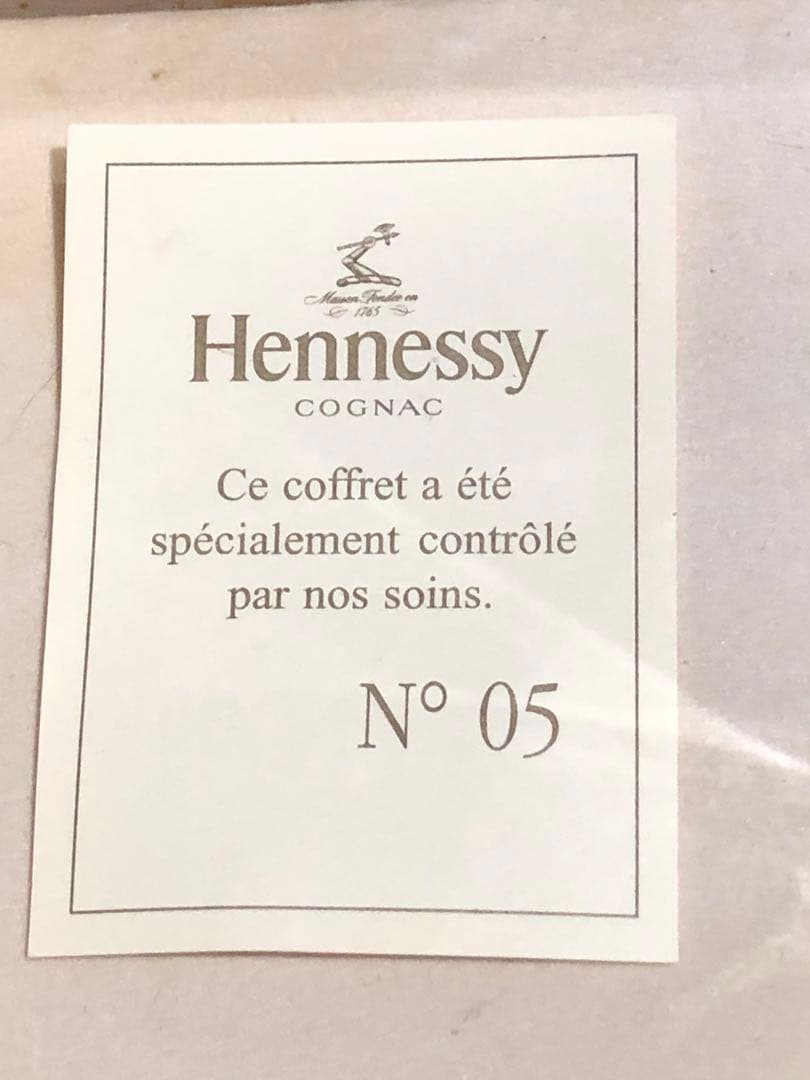 Maison Fondée en
1765
Hennessy
COGNAC
Ce coffret a été
spécialement contrôlé
par nos soins.
N° 05